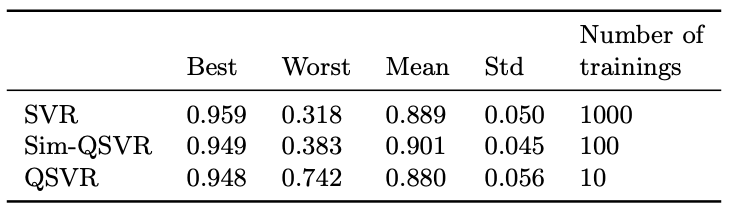 Number of
Best Worst Mean Std trainings
SVR 0.959 0.318 0.889 0.050 1000
Sim-QSVR 0.949 0.383 0.901 0.045 100
QSVR 0.948 0.742 0.880 0.056 10